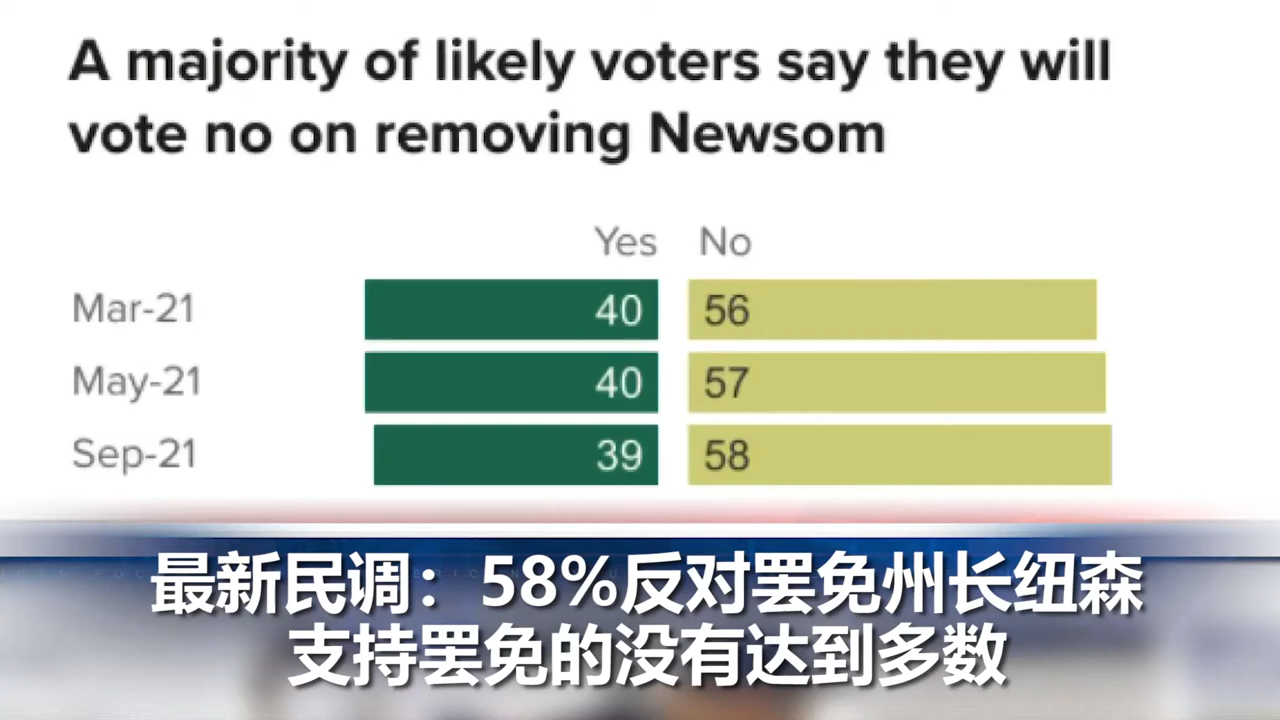 A majority of likely voters say they will
vote no on removing Newsom
Yes No
Mar-21 40 56
May-21 40 57
Sep-21 39 58
最新民调：58%反对罢免州长纽森
支持罢免的没有达到多数